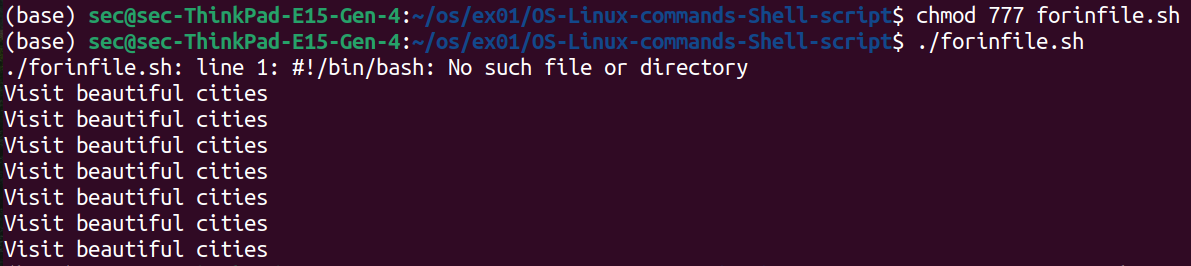 (base) sec@sec-ThinkPad-E15-Gen-4:~/os/ex01/OS-Linux-commands-Shell-script$ chmod 777 forinfile.sh
(base) sec@sec-ThinkPad-E15-Gen-4:~/os/ex01/OS-Linux-commands-Shell-script$ ./forinfile.sh
./forinfile.sh: line 1: #!/bin/bash: No such file or directory
Visit beautiful cities
Visit beautiful cities
Visit beautiful cities
Visit beautiful cities
Visit beautiful cities
Visit beautiful cities
Visit beautiful cities